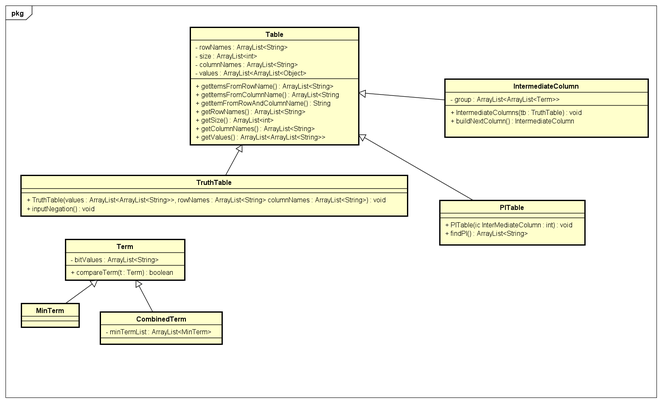 pkg
Table
- rowNames : ArrayList<String>
- size : ArrayList<int>
- columnNames : ArrayList<String>
- values : ArrayList<ArrayList<Object>
+ getItemsFromRowName() : ArrayList<String>
+ getItemsFromColumnName() : ArrayList<String
+ getItemFromRowAndColumnName() : String
+ getRowNames() : ArrayList<String>
+ getSize() : ArrayList<int>
+ getColumnNames() : ArrayList<String>
+ getValues() : ArrayList<ArrayList<String>>
IntermediateColumn
- group : ArrayList<ArrayList<Term>>
+ IntermediateColumns(tb : TruthTable) : void
+ buildNextColumn() : IntermediateColumn
TruthTable
+ TruthTable(values : ArrayList<ArrayList<String>>, rowNames : ArrayList<String> columnNames : ArrayList<String>) : void
+ inputNegation() : void
PITable
+ PITable(ic InterMediateColumn : int) : void
+ findPI() : ArrayList<String>
Term
- bitValues : ArrayList<String>
+ compareTerm(t : Term) : boolean
MinTerm
CombinedTerm
- minTermList : ArrayList<MinTerm>